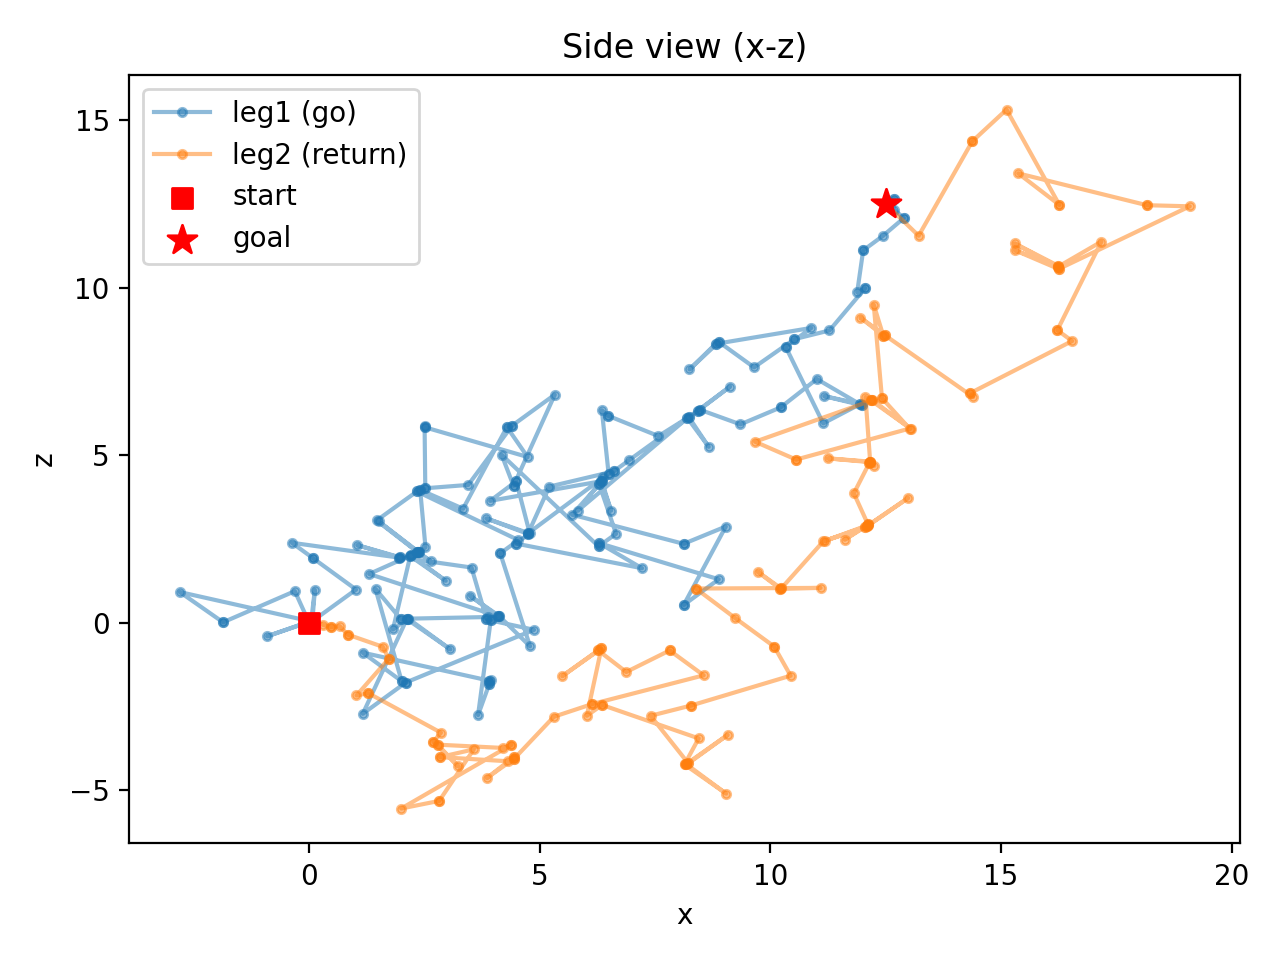 Side view (x-z)
leg1 (go)
leg2 (return)
start
goal
15
10
5
0
−5
z
0 5 10 15 20
x